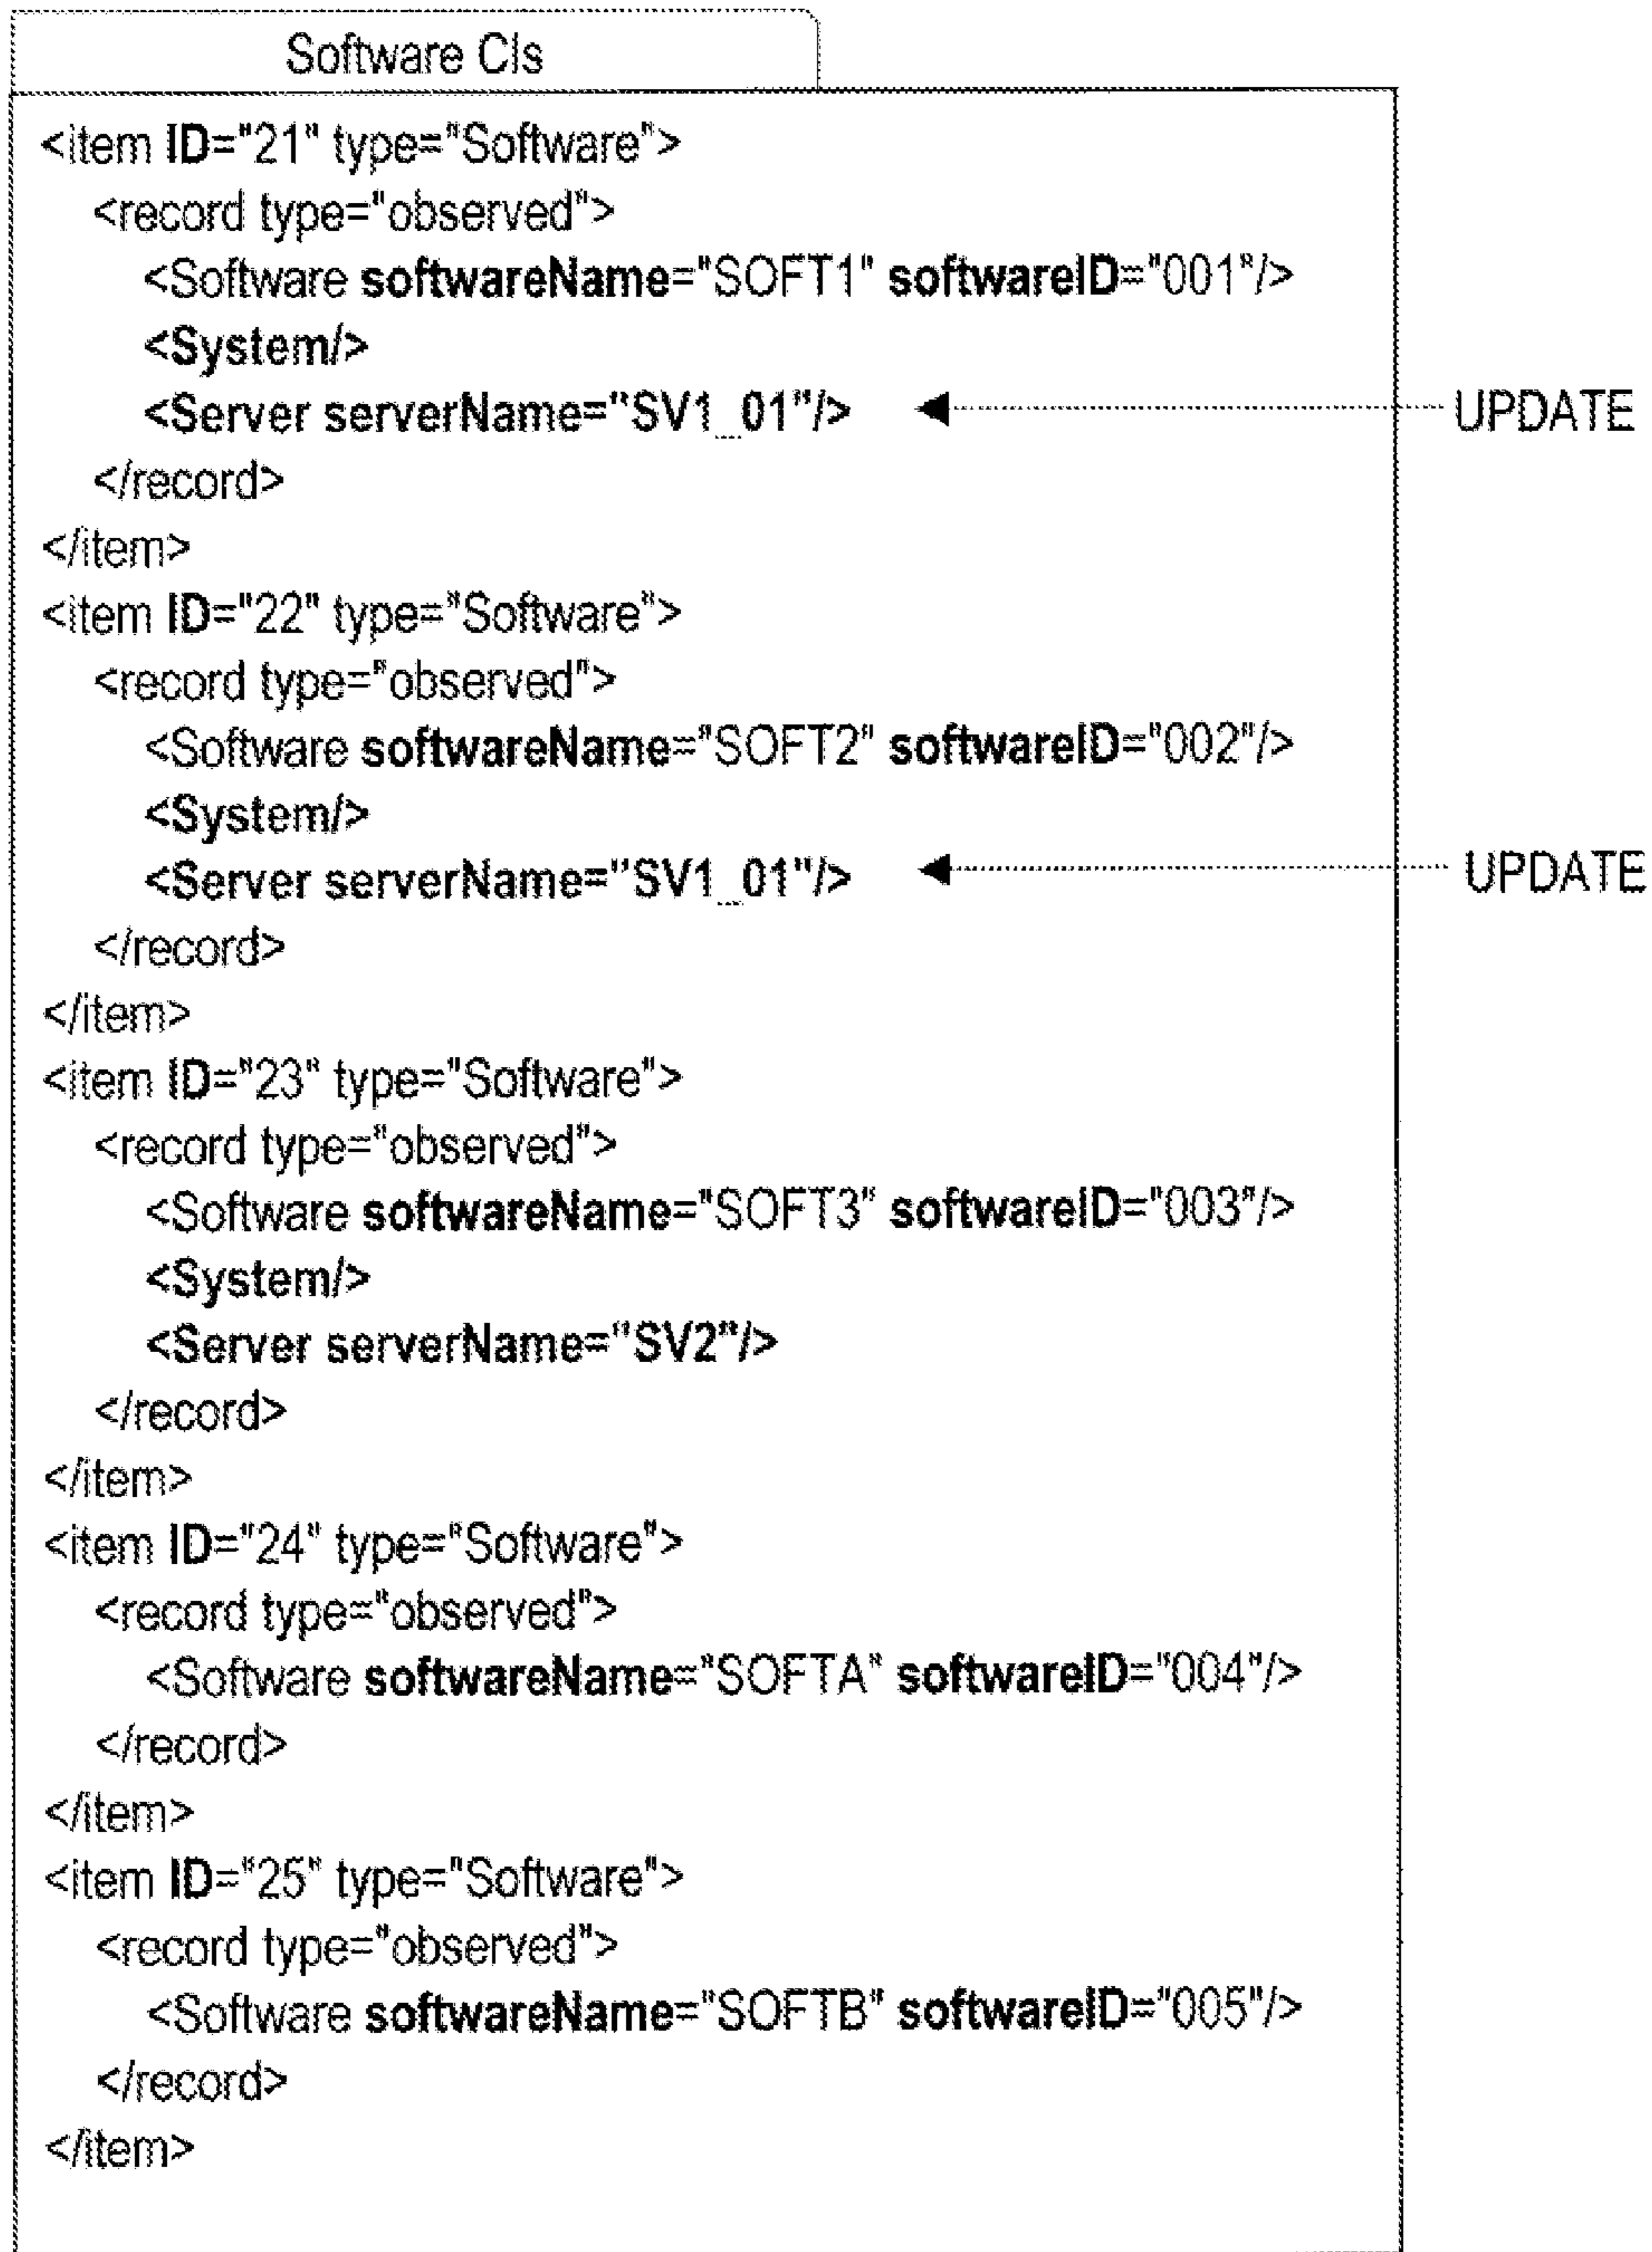 Software CIs
<item ID="21" type="Software">
<record type="observed">
<Software softwareName="SOFT1" softwareID="001"/>
<System/>
<Server serverName="SV1_01"/> UPDATE
</record>
</item>
<item ID="22" type="Software">
<record type="observed">
<Software softwareName="SOFT2" softwareID="002"/>
<System/>
<Server serverName="SV1_01"/> UPDATE
</record>
</item>
<item ID="23" type="Software">
<record type="observed">
<Software softwareName="SOFT3" softwareID="003"/>
<System/>
<Server serverName="SV2"/>
</record>
</item>
<item ID="24" type="Software">
<record type="observed">
<Software softwareName="SOFTA" softwareID="004"/>
</record>
</item>
<item ID="25" type="Software">
<record type="observed">
<Software softwareName="SOFTB" softwareID="005"/>
</record>
</item>